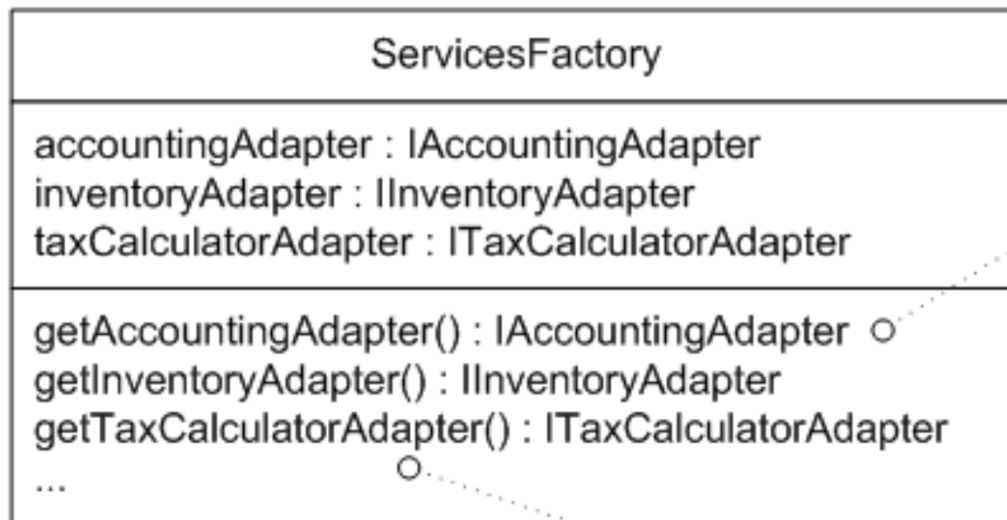 ServicesFactory
accountingAdapter : IAccountingAdapter
inventoryAdapter : IInventoryAdapter
taxCalculatorAdapter : ITaxCalculatorAdapter
getAccountingAdapter() : IAccountingAdapter
getInventoryAdapter() : IInventoryAdapter
getTaxCalculatorAdapter() : ITaxCalculatorAdapter
...